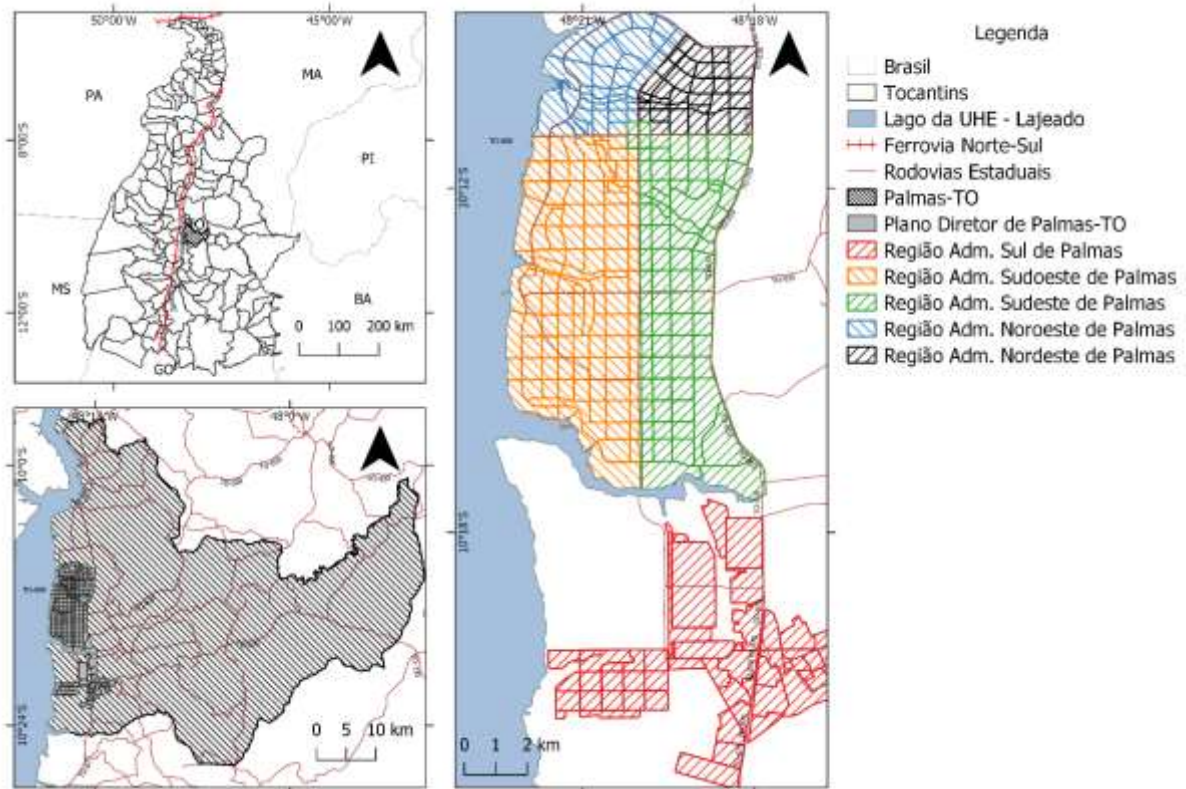 50°00'W
45°00'W
MA
PA
8°00'S
PI
MS
BA
12°00'S
GO
0 100 200 km
48°0'W
10°0'S
10°24'S
0 5 10 km
48°21'W
48°18'W
10°12'S
10°18'S
0 1 2 km
Legenda
Brasil
Tocantins
Lago da UHE - Lajeado
Ferrovia Norte-Sul
Rodovias Estaduais
Palmas-TO
Plano Diretor de Palmas-TO
Região Adm. Sul de Palmas
Região Adm. Sudoeste de Palmas
Região Adm. Sudeste de Palmas
Região Adm. Noroeste de Palmas
Região Adm. Nordeste de Palmas